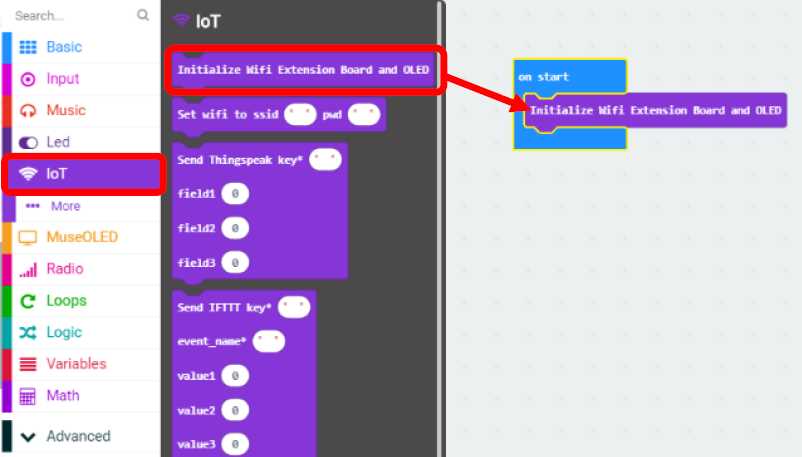 Search...
Basic
Input
Music
Led
IoT
More
MuseOLED
Radio
Loops
Logic
Variables
Math
Advanced
IoT
Initialize Wifi Extension Board and OLED
Set wifi to ssid " " pwd " "
Send Thingspeak key* " "
field1 0
field2 0
field3 0
Send IFTTT key* " "
event_name* " "
value1 0
value2 0
value3 0
on start
Initialize Wifi Extension Board and OLED